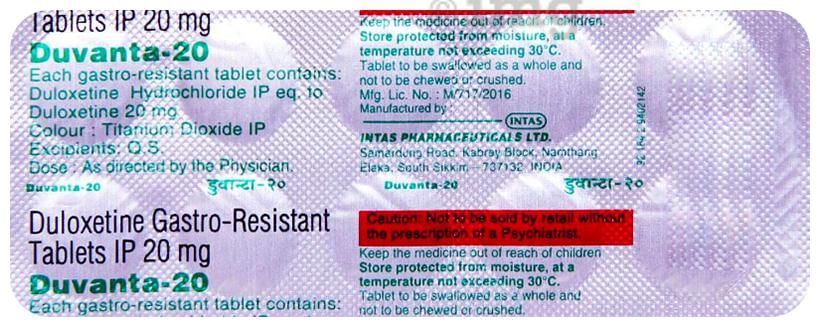 Tablets IP 20 mg
Duvanta-20
Each gastro-resistant tablet contains:
Duloxetine Hydrochloride IP eq. to
Duloxetine 20 mg
Colour : Titanium Dioxide IP
Excipients: Q.S.
Dose : As directed by the Physician.
Keep the medicine out of reach of children.
Store protected from moisture, at a
temperature not exceeding 30°C.
Tablet to be swallowed as a whole and
not to be chewed or crushed.
Mfg. Lic. No. : M/717/2016
Manufactured by :
INTAS
INTAS PHARMACEUTICALS LTD.
Samardung Road, Kabrey Block, Namthang
Elaka, South Sikkim - 737132, INDIA
Duvanta-20 डुवान्टा-२० Duvanta-20 डुवान्टा-२०
Duloxetine Gastro-Resistant
Tablets IP 20 mg
Duvanta-20
Each gastro-resistant tablet contains:
Caution: Not to be sold by retail without
the prescription of a Psychiatrist.
Keep the medicine out of reach of children
Store protected from moisture, at a
temperature not exceeding 30°C.
Tablet to be swallowed as a whole and
not to be chewed or crushed.